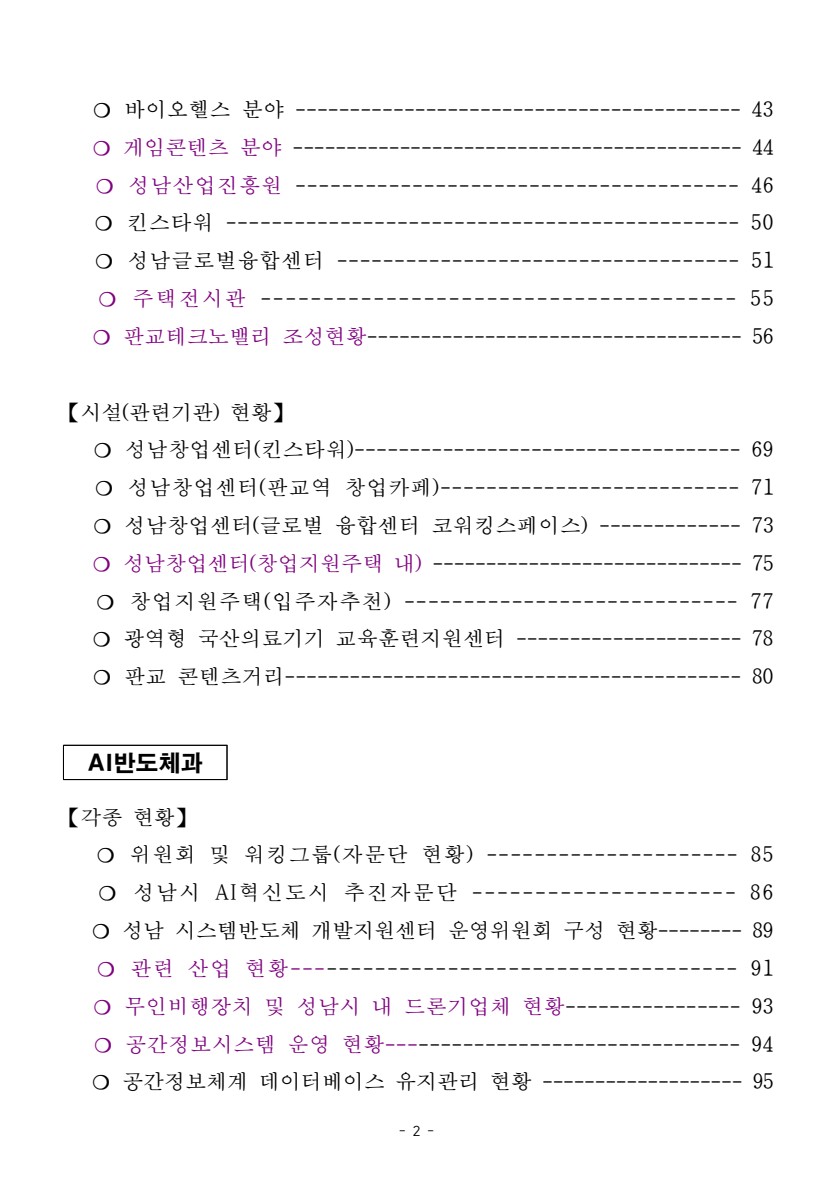 ❍ 바이오헬스 분야 ----------------------------------------- 43
❍ 게임콘텐츠 분야 ----------------------------------------- 44
❍ 성남산업진흥원 ---------------------------------------- 46
❍ 킨스타워 ----------------------------------------------- 50
❍ 성남글로벌융합센터 ------------------------------------- 51
❍ 주택전시관 -------------------------------------- 55
❍ 판교테크노밸리 조성현황----------------------------------- 56
【시설(관련기관) 현황】
❍ 성남창업센터(킨스타워)----------------------------------- 69
❍ 성남창업센터(판교역 창업카페)--------------------------- 71
❍ 성남창업센터(글로벌 융합센터 코워킹스페이스) ------------- 73
❍ 성남창업센터(창업지원주택 내) ---------------------------- 75
❍ 창업지원주택(입주자추천) ----------------------------- 77
❍ 광역형 국산의료기기 교육훈련지원센터 --------------------- 78
❍ 판교 콘텐츠거리------------------------------------------ 80
AI반도체과
【각종 현황】
❍ 위원회 및 워킹그룹(자문단 현황) --------------------- 85
❍ 성남시 AI혁신도시 추진자문단 --------------------- 86
❍ 성남 시스템반도체 개발지원센터 운영위원회 구성 현황-------- 89
❍ 관련 산업 현황------------------------------------- 91
❍ 무인비행장치 및 성남시 내 드론기업체 현황---------------- 93
❍ 공간정보시스템 운영 현황-------------------------------- 94
❍ 공간정보체계 데이터베이스 유지관리 현황 ------------------- 95
- 2 -